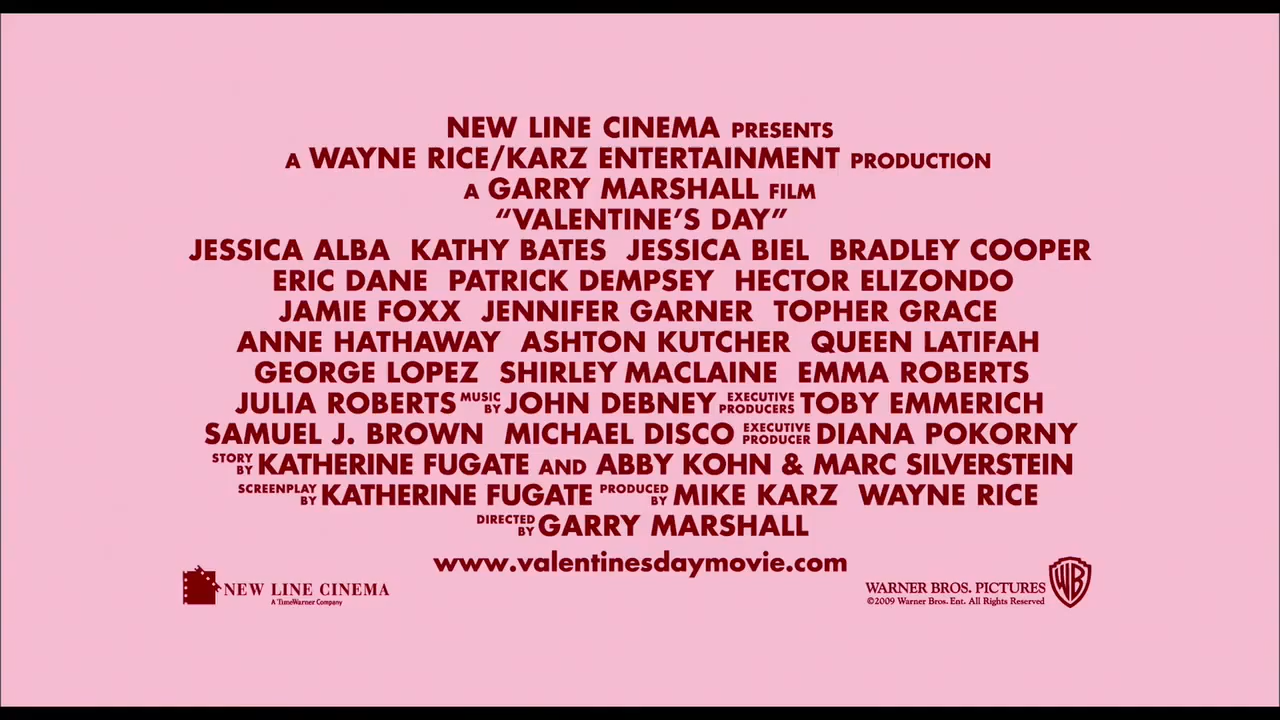 NEW LINE CINEMA PRESENTS
A WAYNE RICE/KARZ ENTERTAINMENT PRODUCTION
A GARRY MARSHALL FILM
“VALENTINE’S DAY”
JESSICA ALBA KATHY BATES JESSICA BIEL BRADLEY COOPER
ERIC DANE PATRICK DEMPSEY HECTOR ELIZONDO
JAMIE FOXX JENNIFER GARNER TOPHER GRACE
ANNE HATHAWAY ASHTON KUTCHER QUEEN LATIFAH
GEORGE LOPEZ SHIRLEY MACLAINE EMMA ROBERTS
JULIA ROBERTS MUSIC BY JOHN DEBNEY EXECUTIVE PRODUCERS TOBY EMMERICH
SAMUEL J. BROWN MICHAEL DISCO EXECUTIVE PRODUCER DIANA POKORNY
STORY BY KATHERINE FUGATE AND ABBY KOHN & MARC SILVERSTEIN
SCREENPLAY BY KATHERINE FUGATE PRODUCED BY MIKE KARZ WAYNE RICE
DIRECTED BY GARRY MARSHALL
www.valentinesdaymovie.com
NEW LINE CINEMA
A TimeWarner Company
WARNER BROS. PICTURES
©2009 Warner Bros. Ent. All Rights Reserved
WB